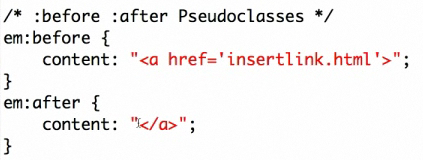 /* :before :after Pseudoclasses */
em:before {
    content: "<a href='insertlink.html'>";
}
em:after {
    content: "</a>";
}